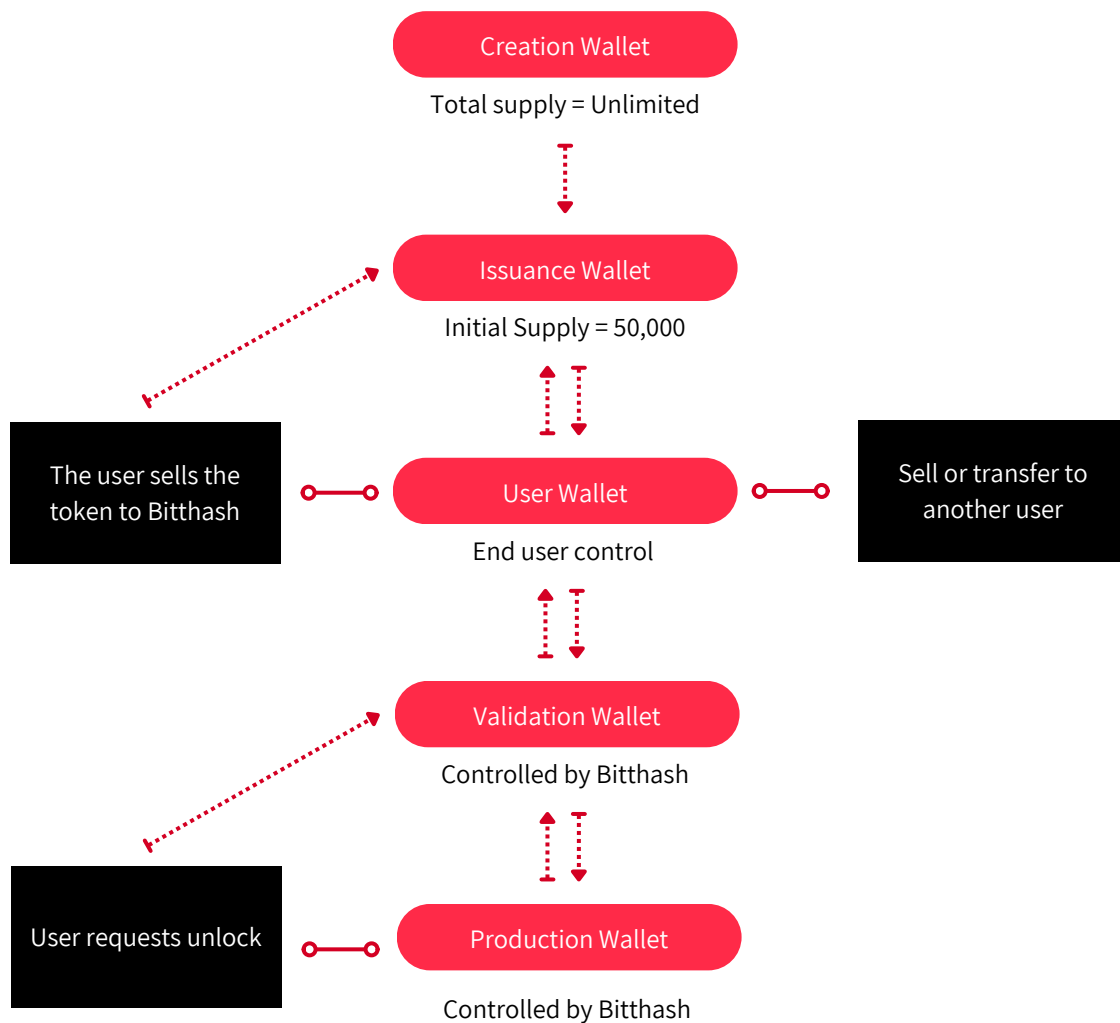 Creation Wallet
Total supply = Unlimited
Issuance Wallet
Initial Supply = 50,000
The user sells the
token to Bitthash
User Wallet
End user control
Sell or transfer to
another user
Validation Wallet
Controlled by Bitthash
User requests unlock
Production Wallet
Controlled by Bitthash